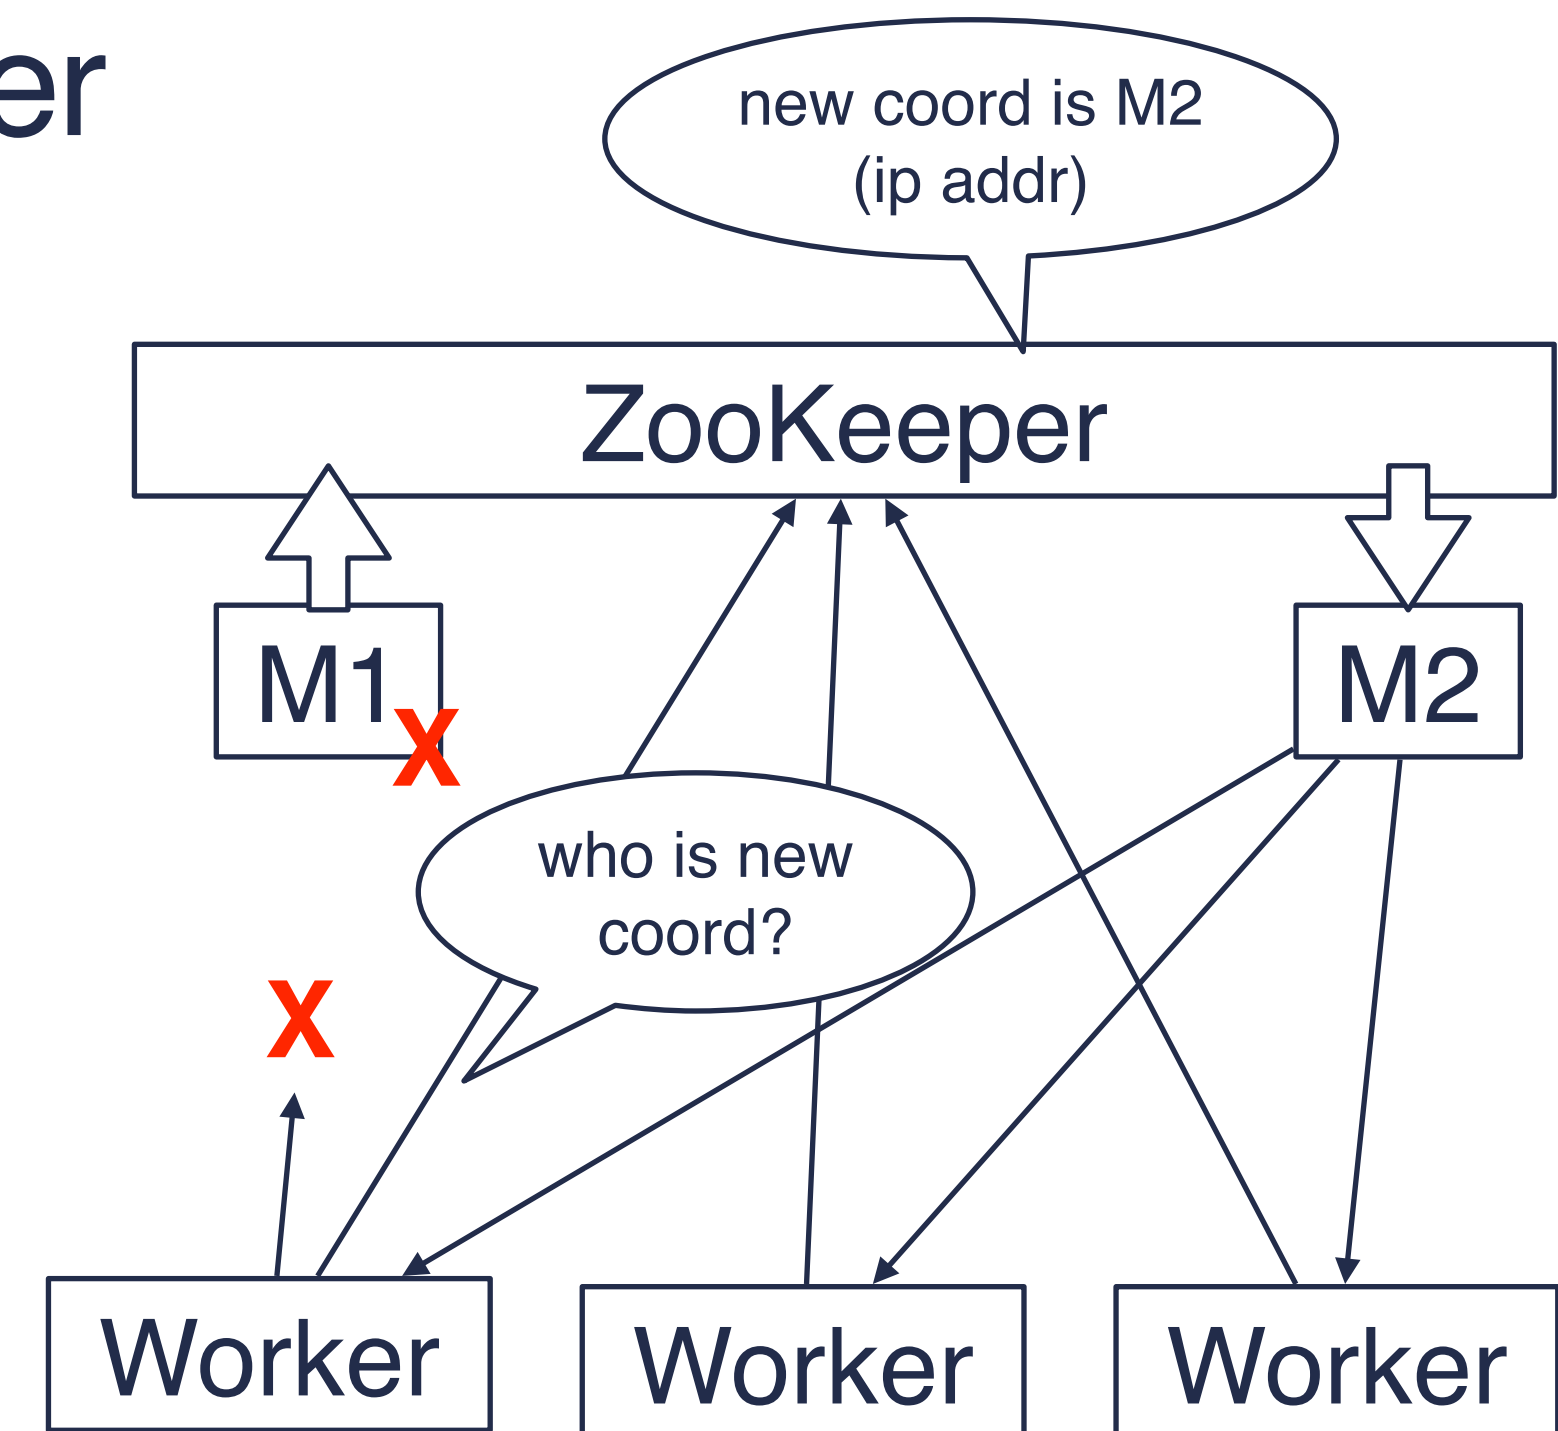 er
new coord is M2
(ip addr)
ZooKeeper
M1
X
M2
who is new
coord?
X
Worker
Worker
Worker